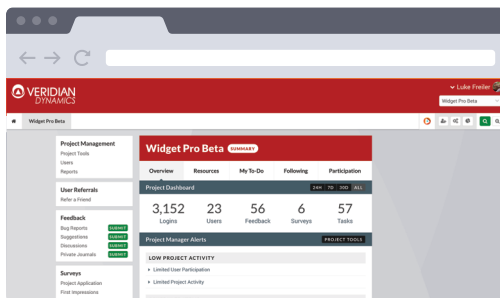 VERIDIAN
DYNAMICS
Luke Freiler
Widget Pro Beta
Widget Pro Beta
Project Management
Project Tools
Users
Reports
User Referrals
Refer a Friend
Feedback
Bug Reports SUBMIT
Suggestions SUBMIT
Discussions SUBMIT
Private Journals SUBMIT
Surveys
Project Application
First Impressions
Widget Pro Beta SUMMARY
Overview Resources My To-Do Following Participation
Project Dashboard 24H 7D 30D ALL
3,152 23 56 6 57
Logins Users Feedback Surveys Tasks
Project Manager Alerts PROJECT TOOLS
LOW PROJECT ACTIVITY
Limited User Participation
Limited Project Activity